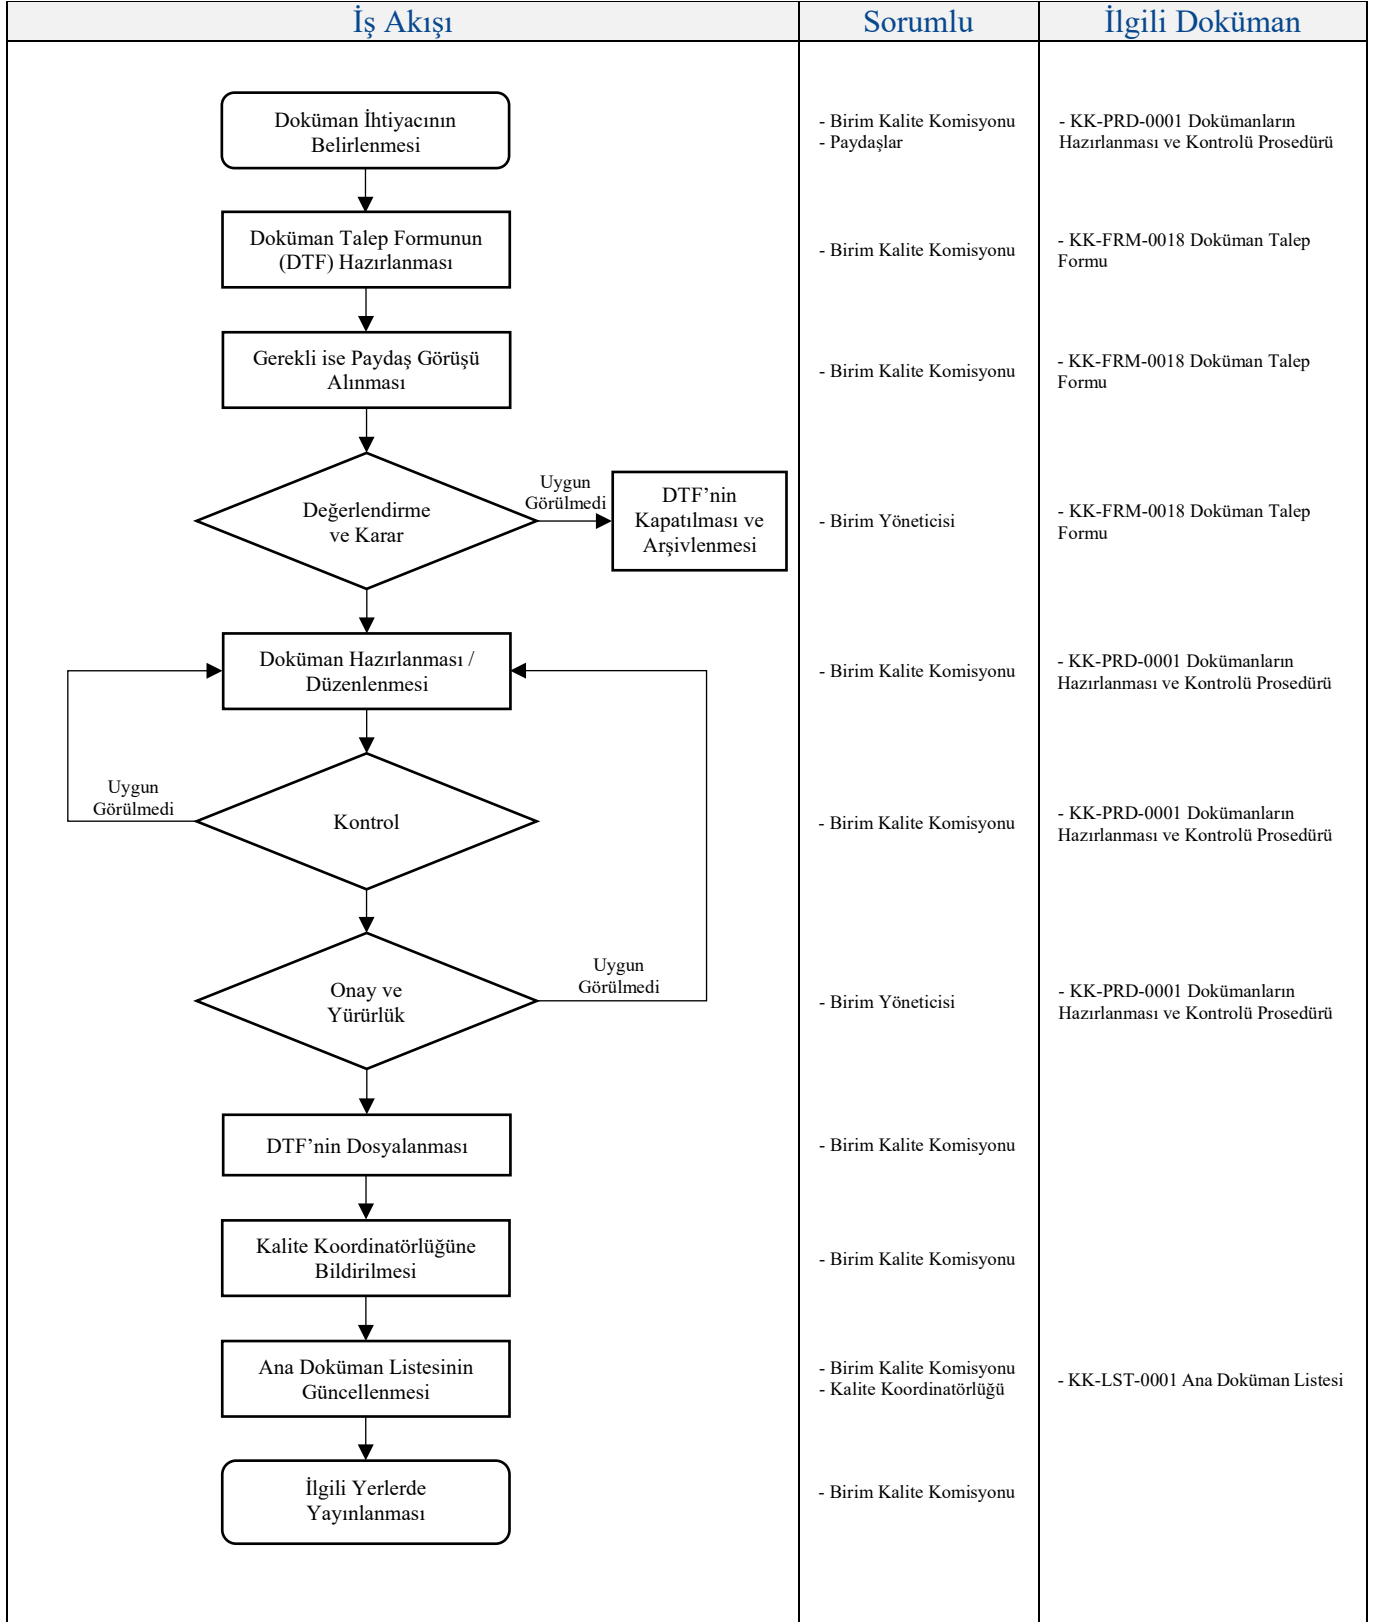 İş Akışı
Sorumlu
İlgili Doküman
Doküman İhtiyacının
Belirlenmesi
- Birim Kalite Komisyonu
- Paydaşlar
- KK-PRD-0001 Dokümanların
Hazırlanması ve Kontrolü Prosedürü
Doküman Talep Formunun
(DTF) Hazırlanması
- Birim Kalite Komisyonu
- KK-FRM-0018 Doküman Talep
Formu
Gerekli ise Paydaş Görüşü
Alınması
- Birim Kalite Komisyonu
- KK-FRM-0018 Doküman Talep
Formu
Değerlendirme
ve Karar
Uygun
Görülmedi
DTF’nin
Kapatılması ve
Arşivlenmesi
- Birim Yöneticisi
- KK-FRM-0018 Doküman Talep
Formu
Doküman Hazırlanması /
Düzenlenmesi
- Birim Kalite Komisyonu
- KK-PRD-0001 Dokümanların
Hazırlanması ve Kontrolü Prosedürü
Uygun
Görülmedi
Kontrol
- Birim Kalite Komisyonu
- KK-PRD-0001 Dokümanların
Hazırlanması ve Kontrolü Prosedürü
Onay ve
Yürürlük
Uygun
Görülmedi
- Birim Yöneticisi
- KK-PRD-0001 Dokümanların
Hazırlanması ve Kontrolü Prosedürü
DTF’nin Dosyalanması
- Birim Kalite Komisyonu
Kalite Koordinatörlüğüne
Bildirilmesi
- Birim Kalite Komisyonu
Ana Doküman Listesinin
Güncellenmesi
- Birim Kalite Komisyonu
- Kalite Koordinatörlüğü
- KK-LST-0001 Ana Doküman Listesi
İlgili Yerlerde
Yayınlanması
- Birim Kalite Komisyonu